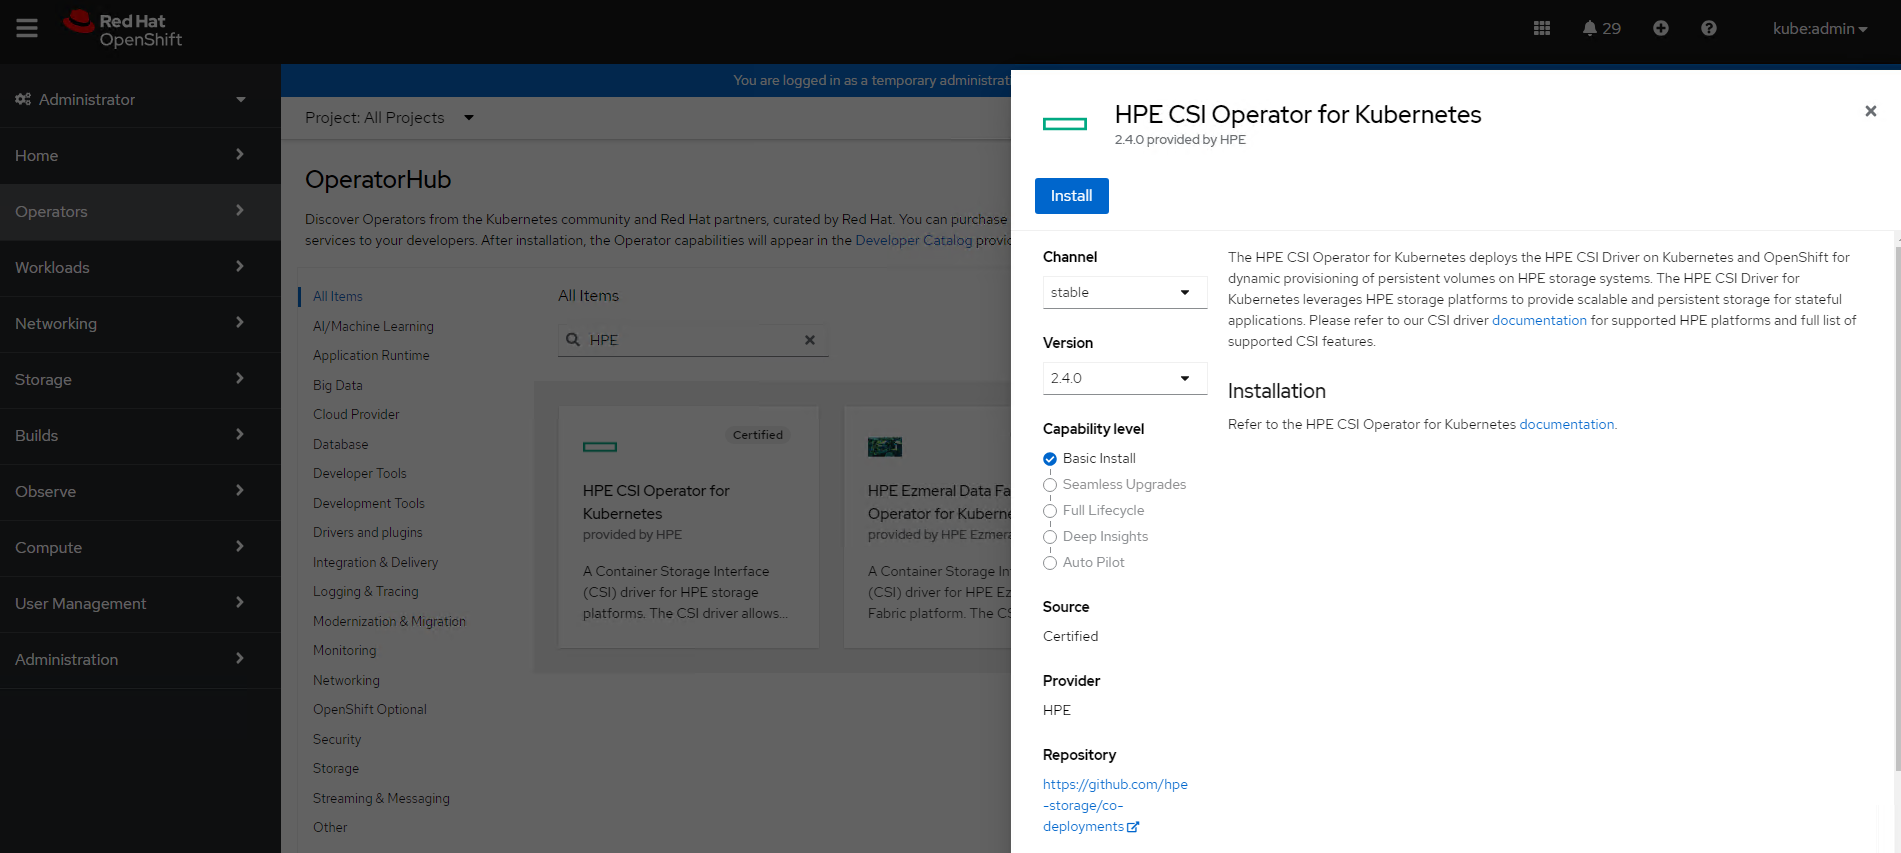 Red Hat
OpenShift
29
kube:admin
Administrator
Home
Operators
Workloads
Networking
Storage
Builds
Observe
Compute
User Management
Administration
You are logged in as a temporary administrat
Project: All Projects
OperatorHub
Discover Operators from the Kubernetes community and Red Hat partners, curated by Red Hat. You can purchase
services to your developers. After installation, the Operator capabilities will appear in the Developer Catalog provi
All Items
AI/Machine Learning
Application Runtime
Big Data
Cloud Provider
Database
Developer Tools
Development Tools
Drivers and plugins
Integration & Delivery
Logging & Tracing
Modernization & Migration
Monitoring
Networking
OpenShift Optional
Security
Storage
Streaming & Messaging
Other
All Items
HPE
Certified
HPE CSI Operator for
Kubernetes
provided by HPE
A Container Storage Interface
(CSI) driver for HPE storage
platforms. The CSI driver allows...
HPE Ezmeral Data Fa
Operator for Kuberne
provided by HPE Ezmera
A Container Storage In
(CSI) driver for HPE Ez
Fabric platform. The CS
HPE CSI Operator for Kubernetes
2.4.0 provided by HPE
Install
Channel
stable
Version
2.4.0
Capability level
Basic Install
Seamless Upgrades
Full Lifecycle
Deep Insights
Auto Pilot
Source
Certified
Provider
HPE
Repository
https://github.com/hpe
-storage/co-
deployments
The HPE CSI Operator for Kubernetes deploys the HPE CSI Driver on Kubernetes and OpenShift for
dynamic provisioning of persistent volumes on HPE storage systems. The HPE CSI Driver for
Kubernetes leverages HPE storage platforms to provide scalable and persistent storage for stateful
applications. Please refer to our CSI driver documentation for supported HPE platforms and full list of
supported CSI features.
Installation
Refer to the HPE CSI Operator for Kubernetes documentation.